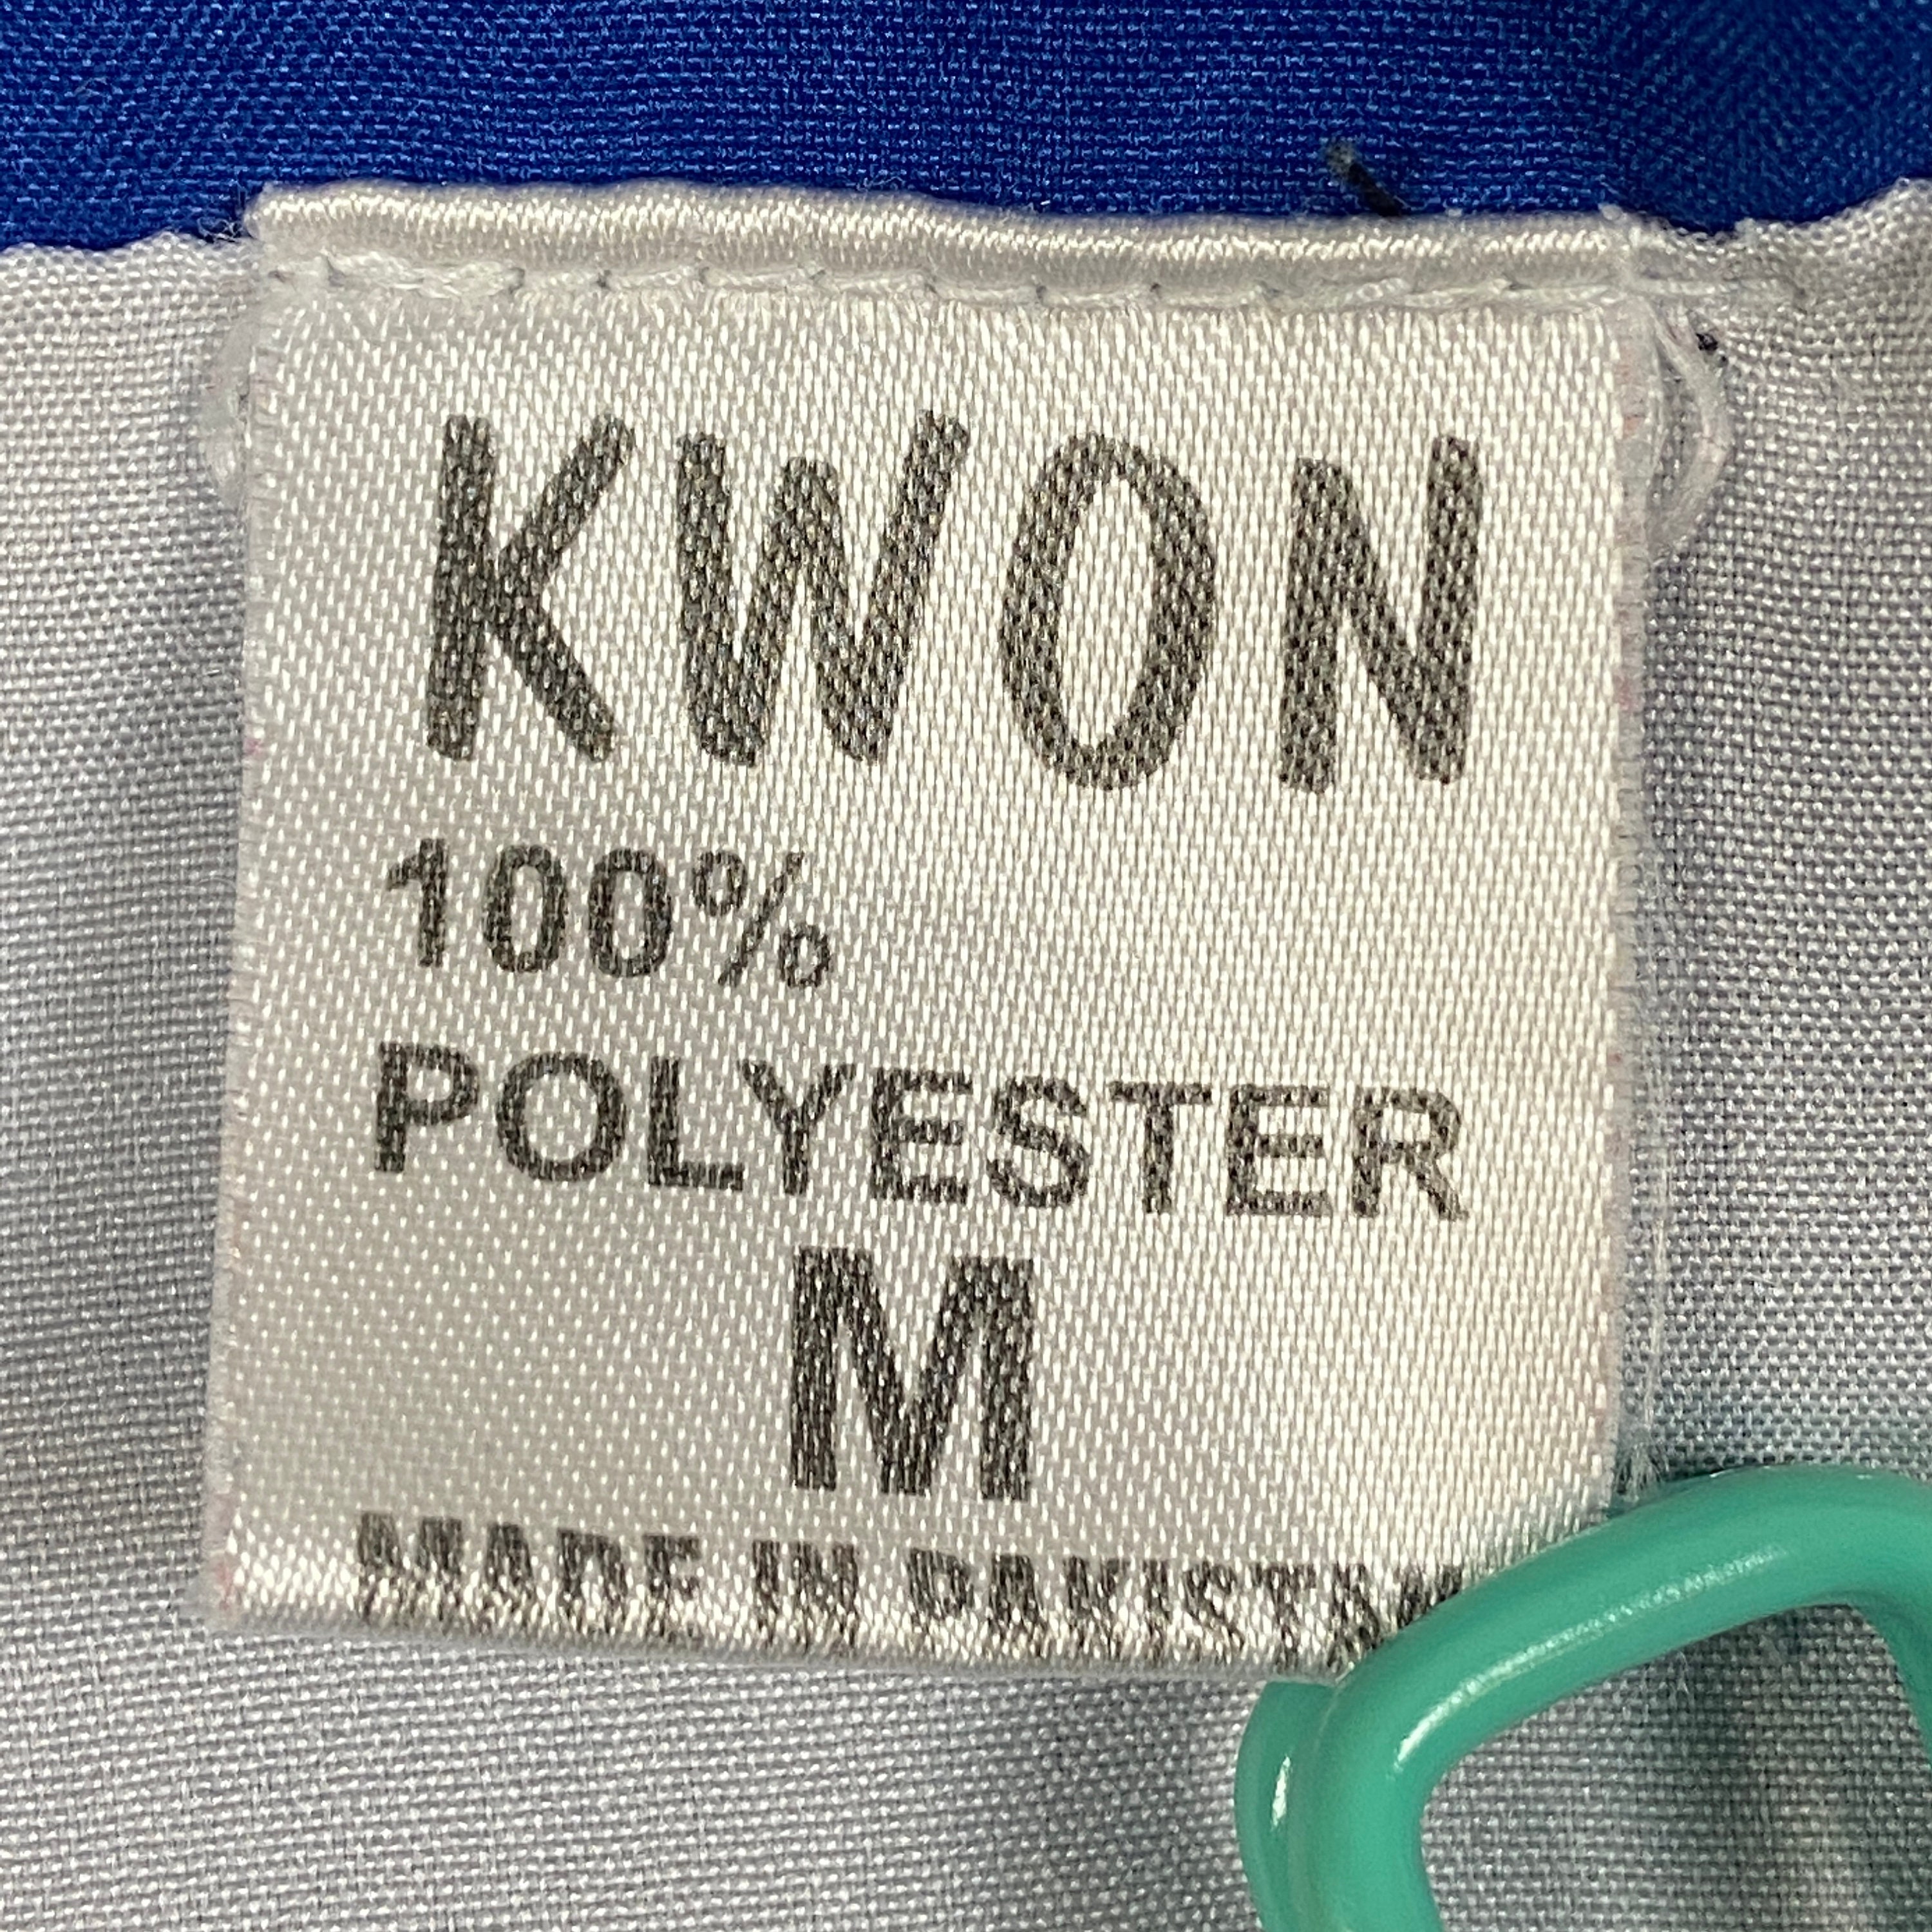 KWON
100%
POLYESTER
M
MADE IN PAKISTAN